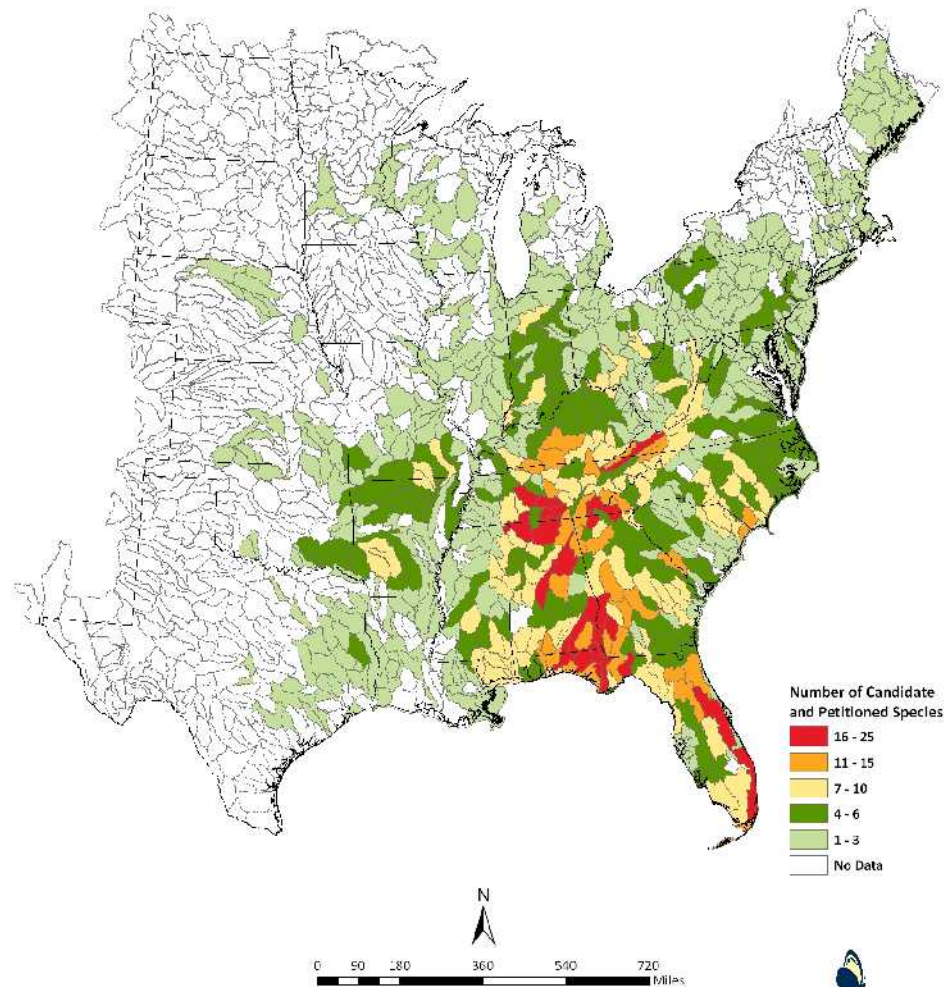 Number of Candidate
and Petitioned Species
16 - 25
11 - 15
7 - 10
4 - 6
1 - 3
No Data
N
0 90 180 360 540 720
Miles